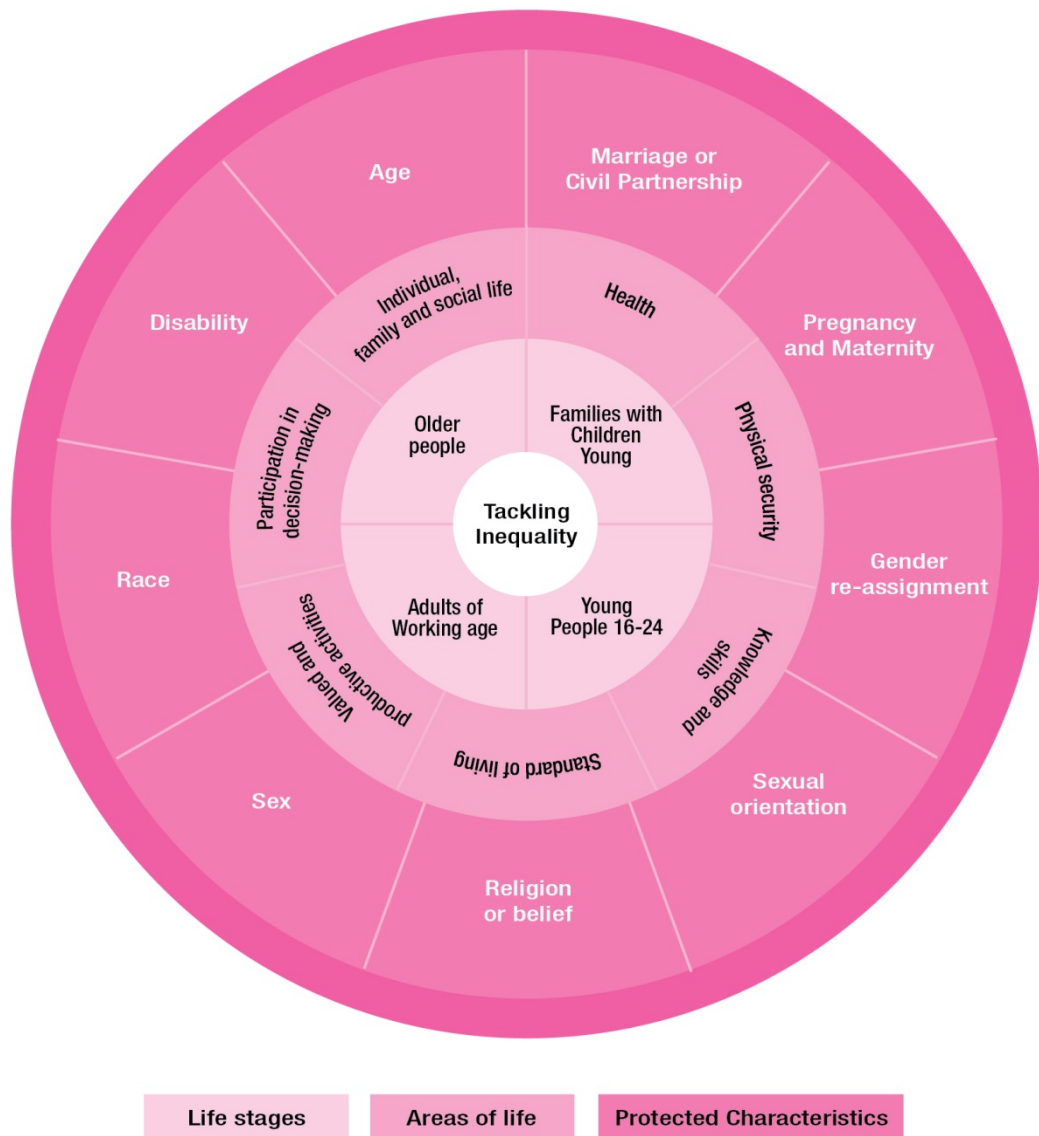 Age
Marriage or
Civil Partnership
Disability
Pregnancy
and Maternity
Individual,
family and social life
Health
Participation in
decision-making
Physical security
Older
people
Families with
Children
Young
Tackling
Inequality
Race
Gender
re-assignment
Adults of
Working age
Young
People 16-24
Valued and
productive activities
Knowledge and
skills
Standard of living
Sex
Sexual
orientation
Religion
or belief
Life stages
Areas of life
Protected Characteristics